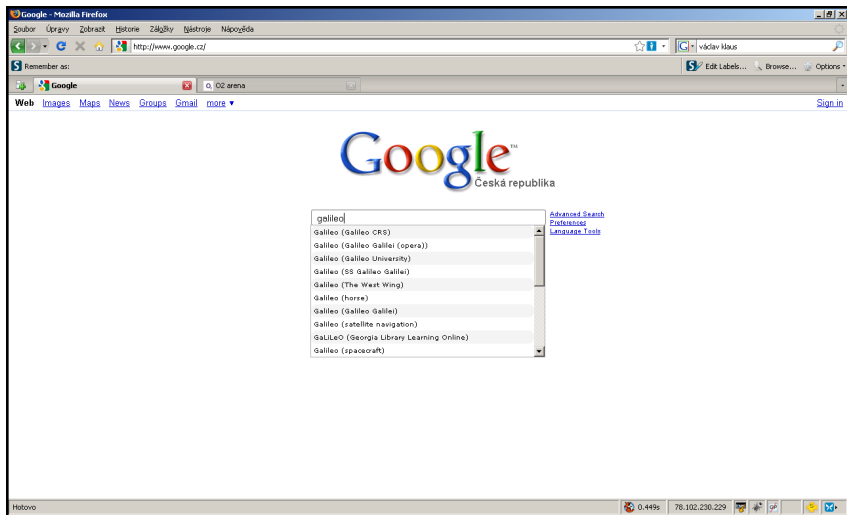 Google - Mozilla Firefox
Soubor Úpravy Zobrazit Historie Záložky Nástroje Nápověda
http://www.google.cz/ G václav klaus
S Remember as: S Edit Labels... Browse... Options
Google O2 arena
Web Images Maps News Groups Gmail more ▼ Sign in
Google™
Česká republika
galileo Advanced Search
Preferences
Language Tools
Galileo (Galileo CRS)
Galileo (Galileo Galilei (opera))
Galileo (Galileo University)
Galileo (SS Galileo Galilei)
Galileo (The West Wing)
Galileo (horse)
Galileo (Galileo Galilei)
Galileo (satellite navigation)
GaLiLeO (Georgia Library Learning Online)
Galileo (spacecraft)
Hotovo 0.449s 78.102.230.229 GP